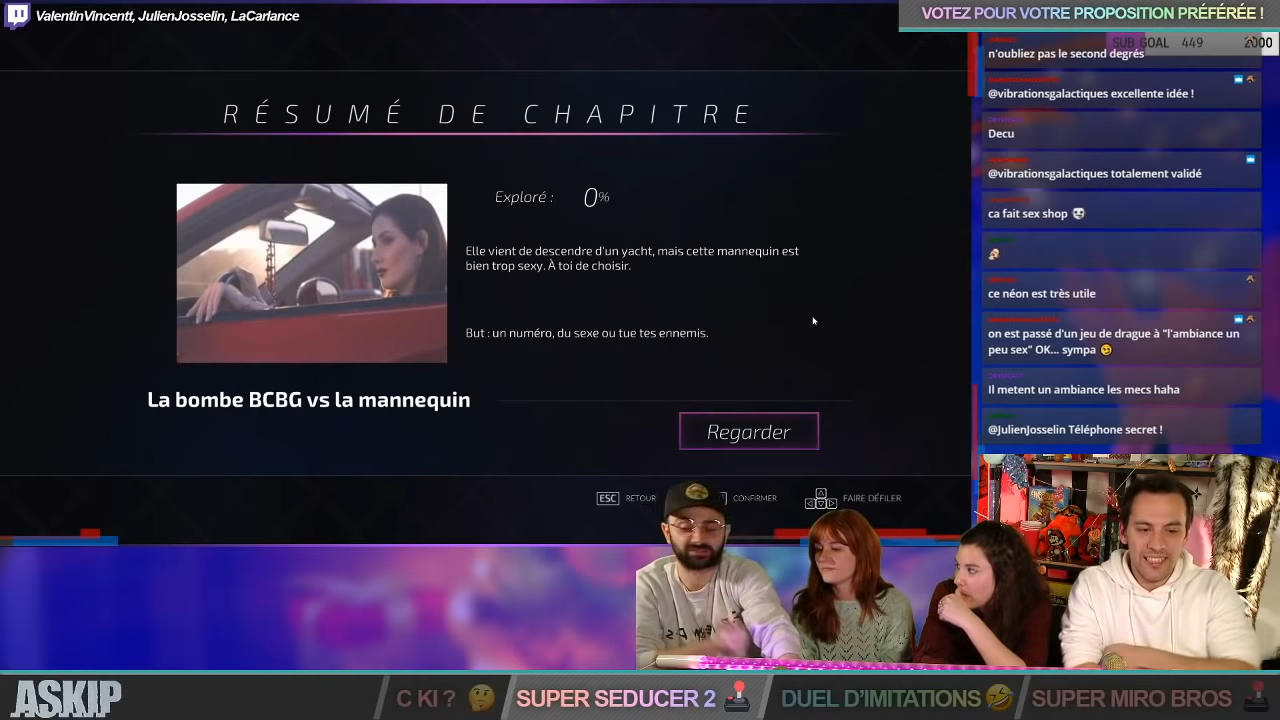 ValentinVincentt, JulienJosselin, LaCarlance
VOTEZ POUR VOTRE PROPOSITION PRÉFÉRÉE !
SUB GOAL 449 2000
RÉSUMÉ DE CHAPITRE
Exploré : 0%
Elle vient de descendre d'un yacht, mais cette mannequin est
bien trop sexy. À toi de choisir.
But : un numéro, du sexe ou tue tes ennemis.
La bombe BCBG vs la mannequin
Regarder
ESC RETOUR CONFIRMER FAIRE DÉFILER
n'oubliez pas le second degrés
@vibrationsgalactiques excellente idée !
Decu
@vibrationsgalactiques totalement validé
ca fait sex shop
ce néon est très utile
on est passé d'un jeu de drague à "l'ambiance un
peu sex" OK... sympa
Il metent un ambiance les mecs haha
@JulienJosselin Téléphone secret !
ASKIP
C KI ?
SUPER SEDUCER 2
DUEL D'IMITATIONS
SUPER MIRO BROS